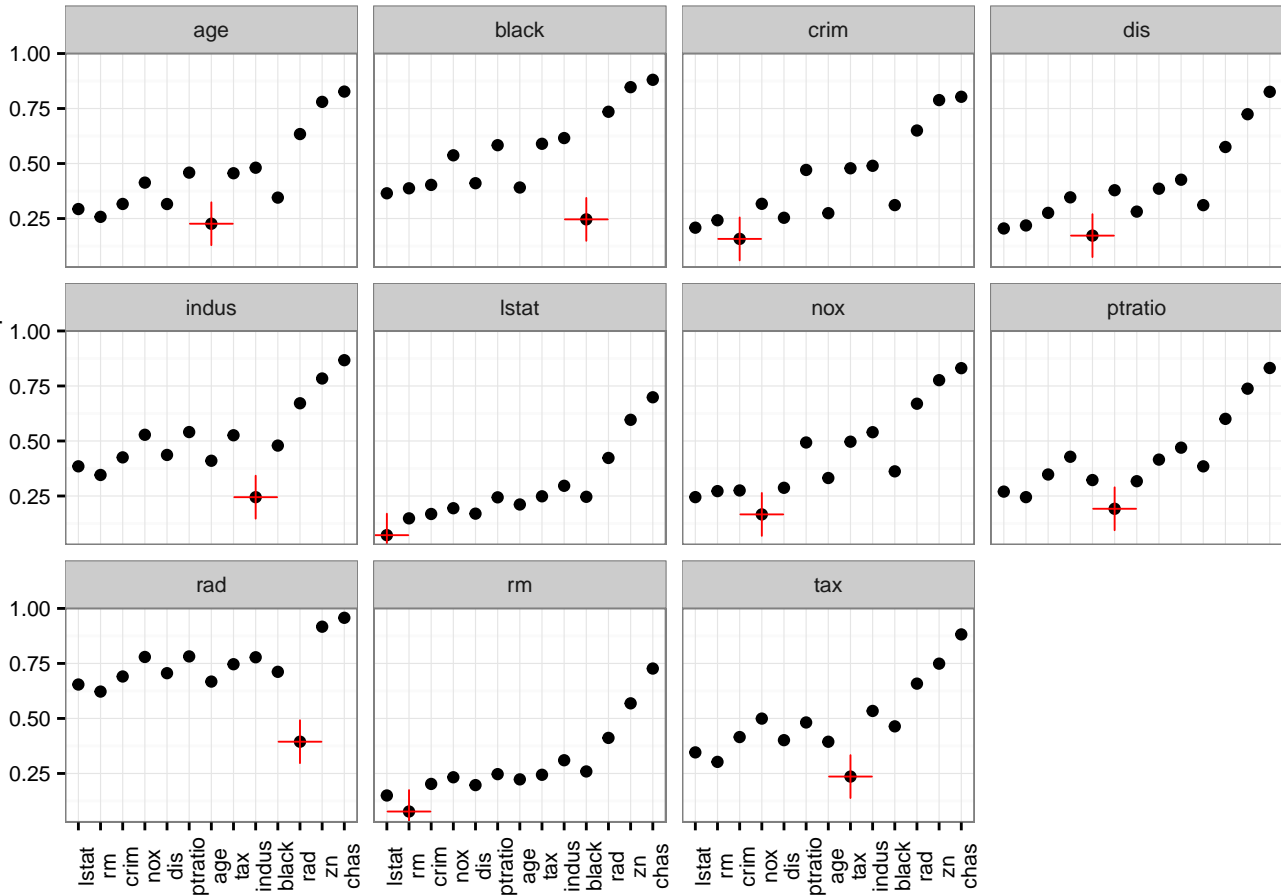 age black crim dis
1.00
0.75
0.50
0.25
indus lstat nox ptratio
1.00
0.75
0.50
0.25
rad rm tax
1.00
0.75
0.50
0.25
lstat rm crim nox dis ptratio age tax indus black rad zn chas
lstat rm crim nox dis ptratio age tax indus black rad zn chas
lstat rm crim nox dis ptratio age tax indus black rad zn chas